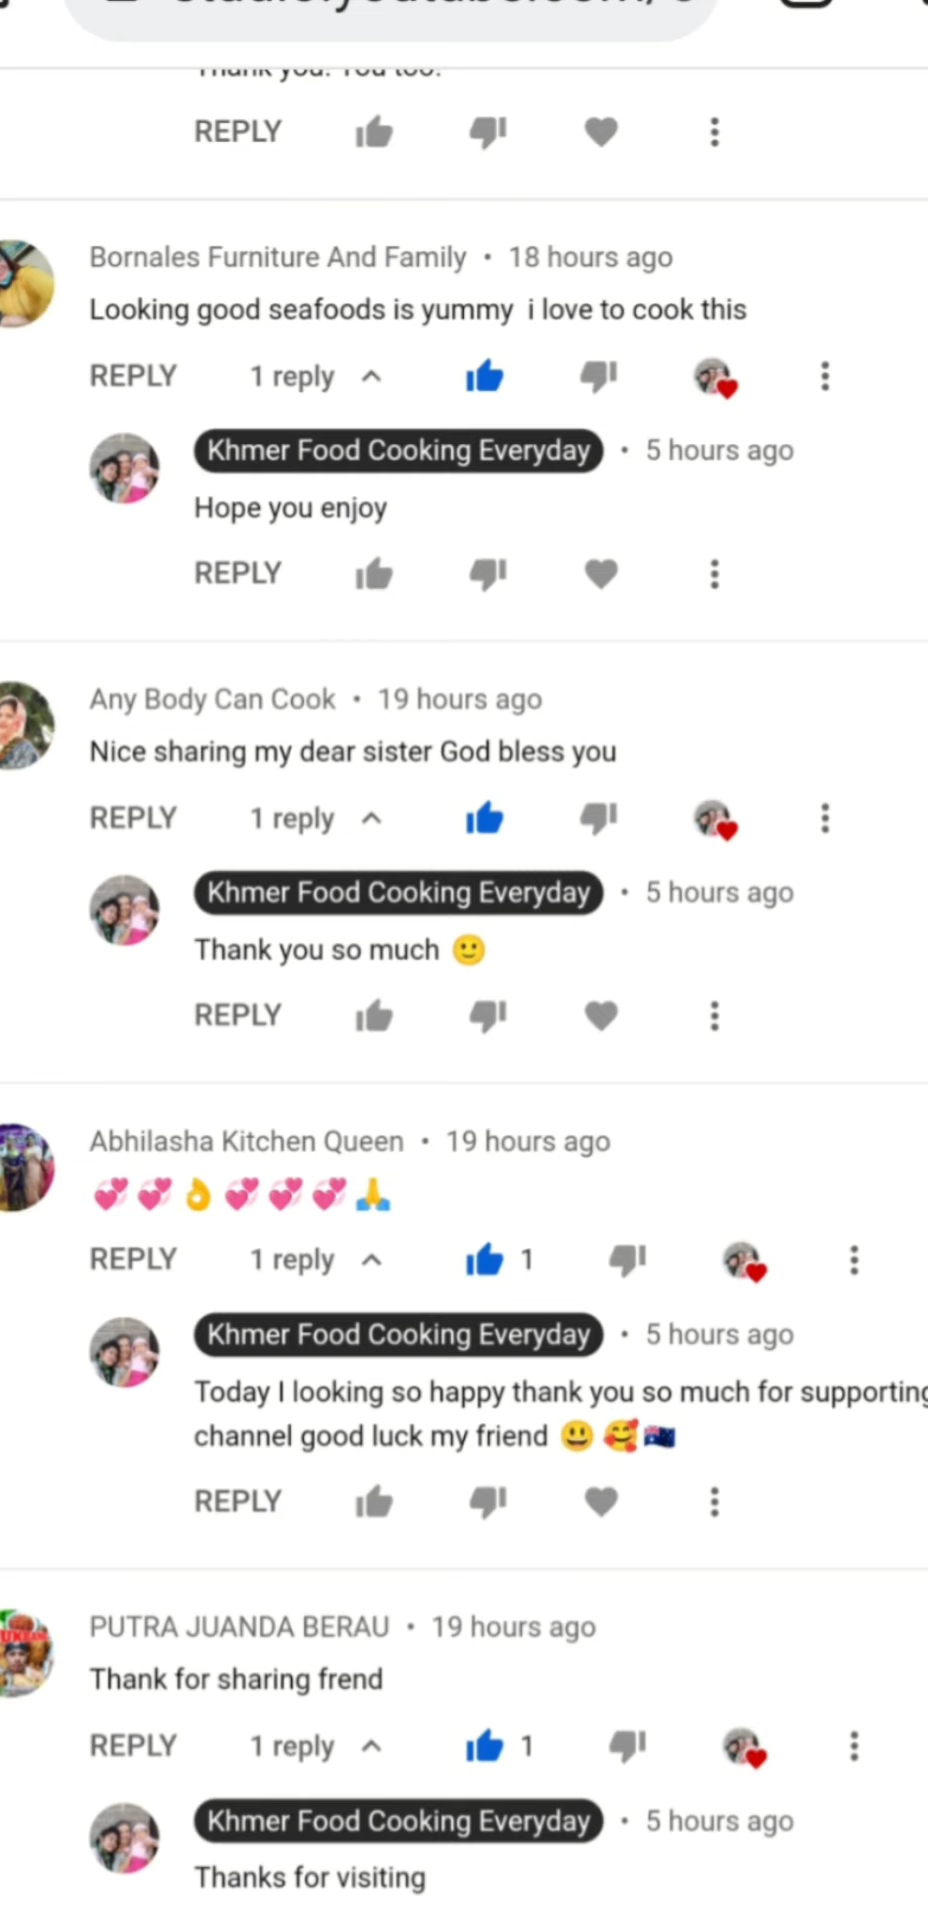 Thank you. You too.
REPLY
Bornales Furniture And Family • 18 hours ago
Looking good seafoods is yummy i love to cook this
REPLY 1 reply
Khmer Food Cooking Everyday • 5 hours ago
Hope you enjoy
REPLY
Any Body Can Cook • 19 hours ago
Nice sharing my dear sister God bless you
REPLY 1 reply
Khmer Food Cooking Everyday • 5 hours ago
Thank you so much 🙂
REPLY
Abhilasha Kitchen Queen • 19 hours ago
💞💞👌💞💞💞🙏
REPLY 1 reply 1
Khmer Food Cooking Everyday • 5 hours ago
Today I looking so happy thank you so much for supporting
channel good luck my friend 😃🥰🇦🇺
REPLY
PUTRA JUANDA BERAU • 19 hours ago
Thank for sharing frend
REPLY 1 reply 1
Khmer Food Cooking Everyday • 5 hours ago
Thanks for visiting